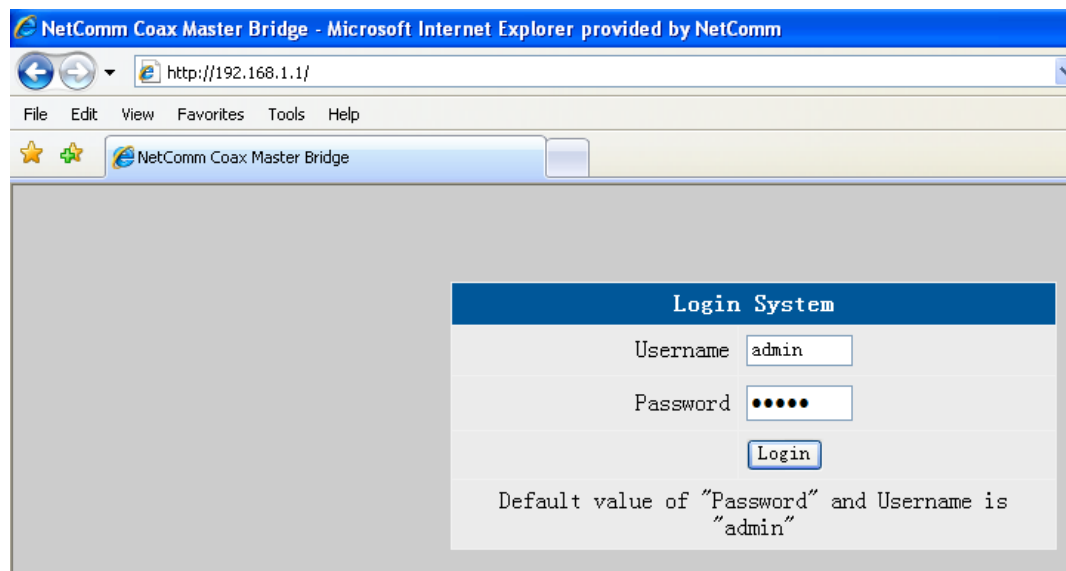 NetComm Coax Master Bridge - Microsoft Internet Explorer provided by NetComm
http://192.168.1.1/
File Edit View Favorites Tools Help
NetComm Coax Master Bridge
Login System
Username admin
Password •••••
Login
Default value of "Password" and Username is
"admin"